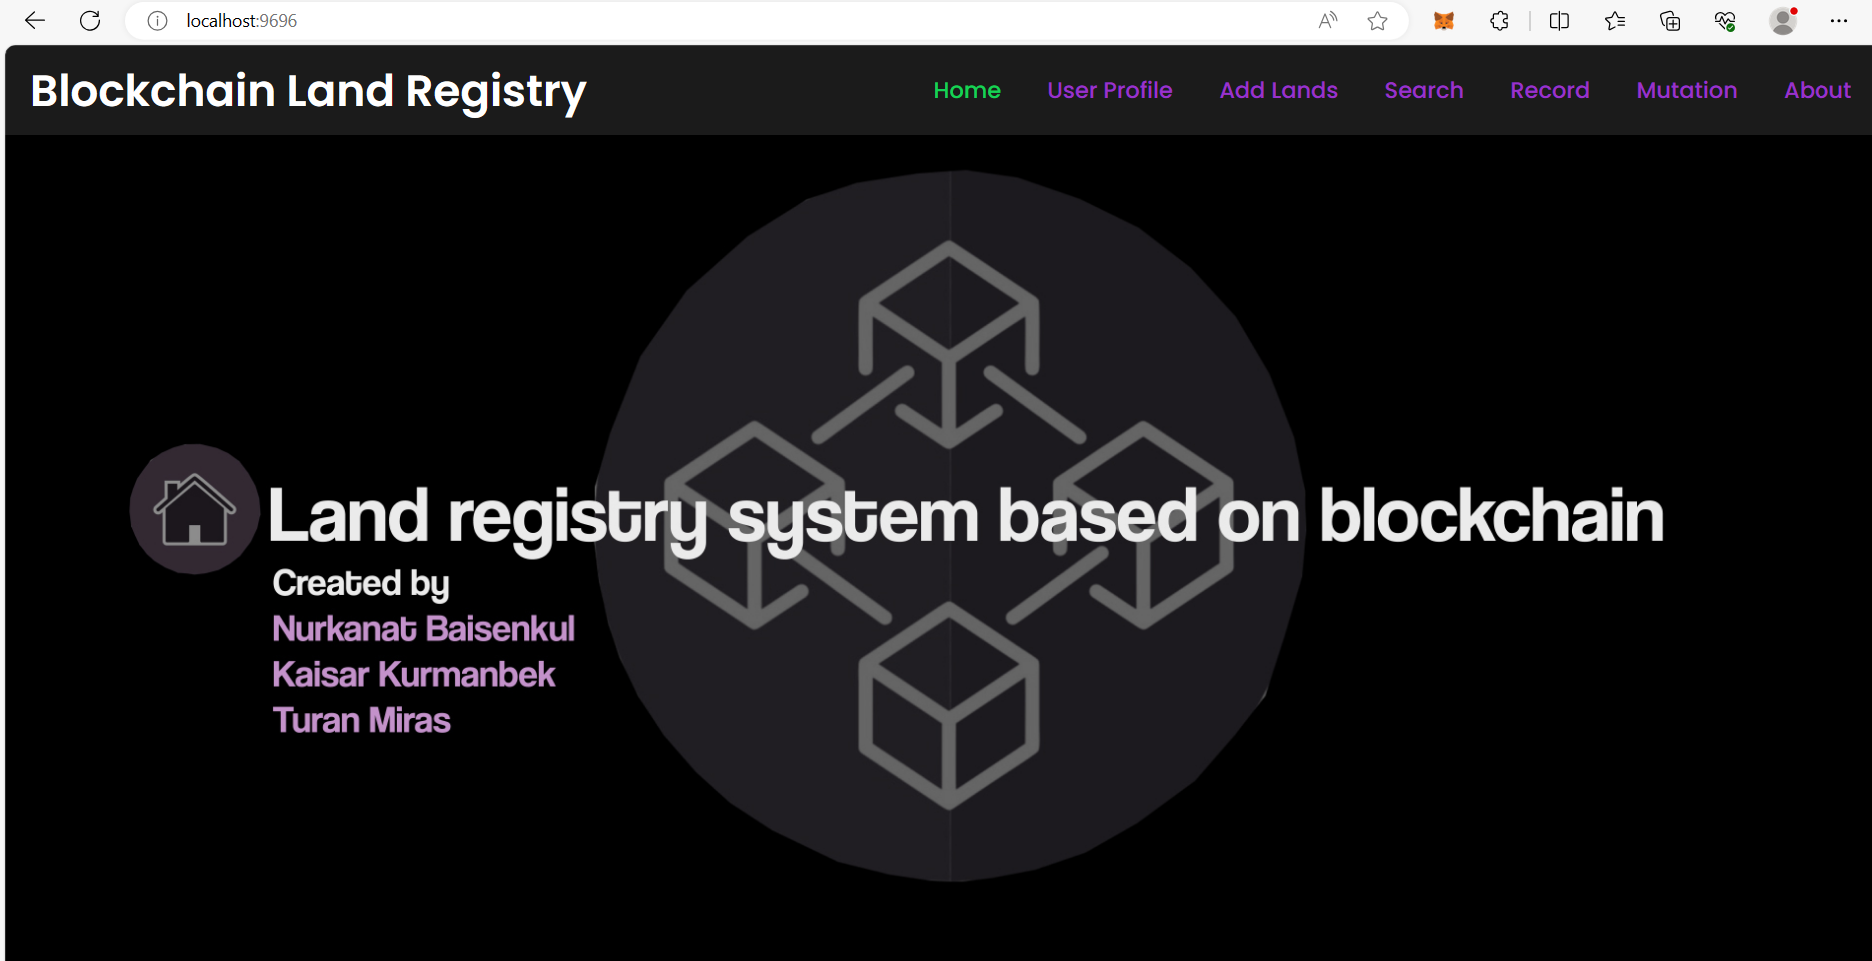 localhost:9696
Blockchain Land Registry
Home User Profile Add Lands Search Record Mutation About
Land registry system based on blockchain
Created by
Nurkanat Baisenkul
Kaisar Kurmanbek
Turan Miras